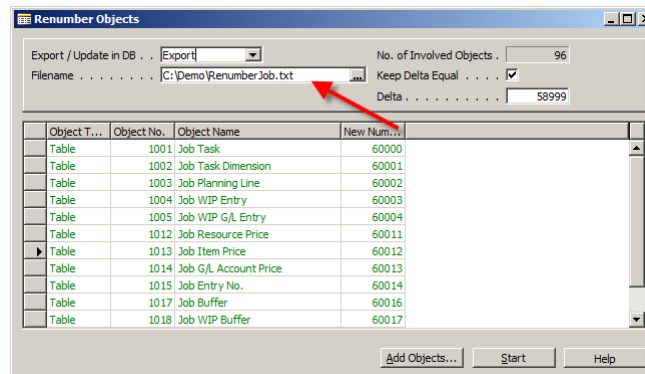 Renumber Objects
Export / Update in DB . . Export No. of Involved Objects . 96
Filename . . . . . . . . C:\Demo\RenumberJob.txt ... Keep Delta Equal . . . .
Delta . . . . . . . . . . 58999
Object T... Object No. Object Name New Num...
Table 1001 Job Task 60000
Table 1002 Job Task Dimension 60001
Table 1003 Job Planning Line 60002
Table 1004 Job WIP Entry 60003
Table 1005 Job WIP G/L Entry 60004
Table 1012 Job Resource Price 60011
Table 1013 Job Item Price 60012
Table 1014 Job G/L Account Price 60013
Table 1015 Job Entry No. 60014
Table 1017 Job Buffer 60016
Table 1018 Job WIP Buffer 60017
Add Objects... Start Help